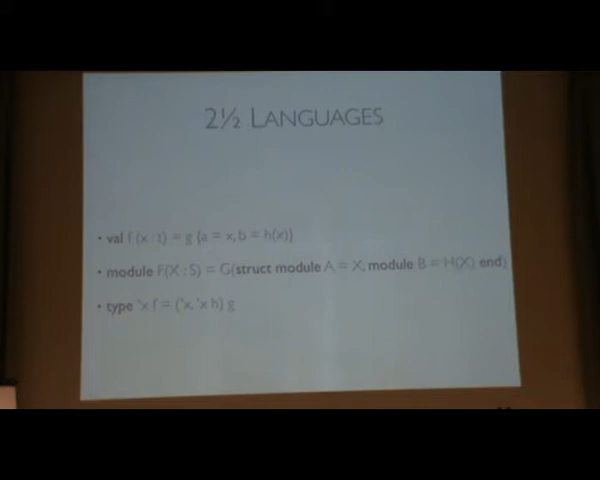 2½ LANGUAGES
• val f (x : t) = g {a = x, b = h(x)}
• module F(X : S) = G(struct module A = X, module B = H(X) end)
• type 'x f = ('x, 'x h) g